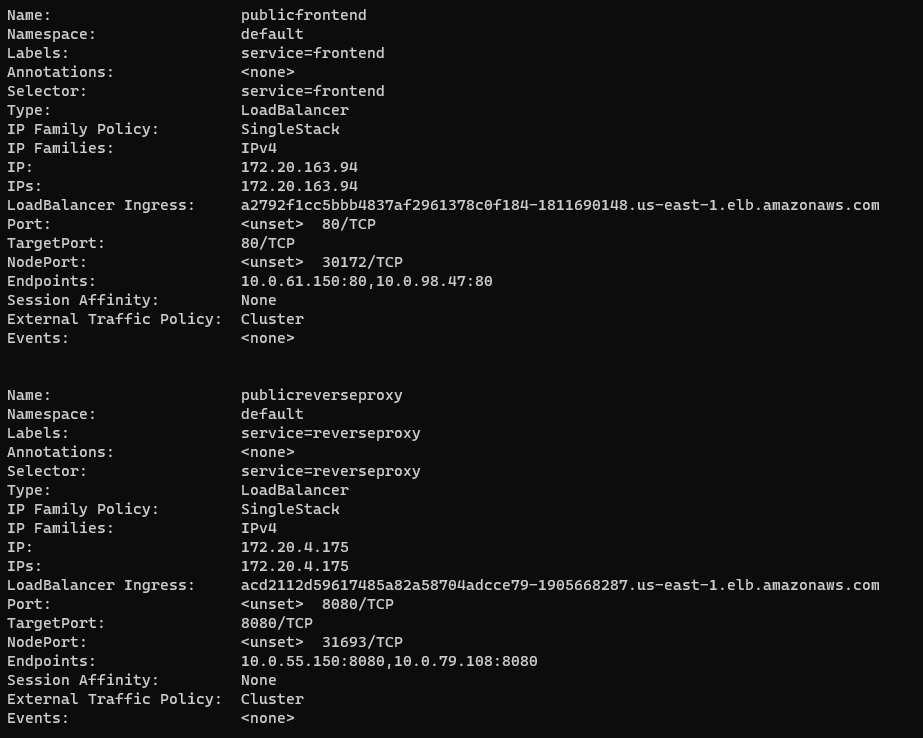 Name: publicfrontend
Namespace: default
Labels: service=frontend
Annotations: <none>
Selector: service=frontend
Type: LoadBalancer
IP Family Policy: SingleStack
IP Families: IPv4
IP: 172.20.163.94
IPs: 172.20.163.94
LoadBalancer Ingress: a2792f1cc5bbb4837af2961378c0f184-1811690148.us-east-1.elb.amazonaws.com
Port: <unset> 80/TCP
TargetPort: 80/TCP
NodePort: <unset> 30172/TCP
Endpoints: 10.0.61.150:80,10.0.98.47:80
Session Affinity: None
External Traffic Policy: Cluster
Events: <none>

Name: publicreverseproxy
Namespace: default
Labels: service=reverseproxy
Annotations: <none>
Selector: service=reverseproxy
Type: LoadBalancer
IP Family Policy: SingleStack
IP Families: IPv4
IP: 172.20.4.175
IPs: 172.20.4.175
LoadBalancer Ingress: acd2112d59617485a82a58704adcce79-1905668287.us-east-1.elb.amazonaws.com
Port: <unset> 8080/TCP
TargetPort: 8080/TCP
NodePort: <unset> 31693/TCP
Endpoints: 10.0.55.150:8080,10.0.79.108:8080
Session Affinity: None
External Traffic Policy: Cluster
Events: <none>